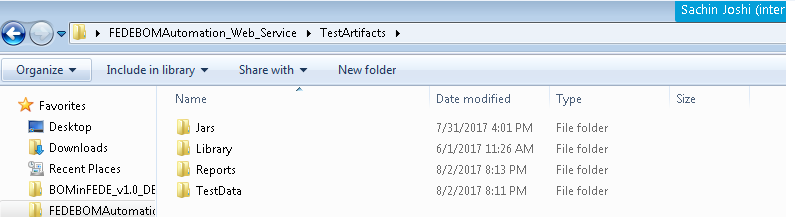 Sachin Joshi (inter
FEDEBOMAutomation_Web_Service TestArtifacts
Organize Include in library Share with New folder
Favorites
Desktop
Downloads
Recent Places
BOMinFEDE_v1.0_DE
FEDEBOMAutomatio
Name Date modified Type Size
Jars 7/31/2017 4:01 PM File folder
Library 6/1/2017 11:26 AM File folder
Reports 8/2/2017 8:13 PM File folder
TestData 8/2/2017 8:11 PM File folder